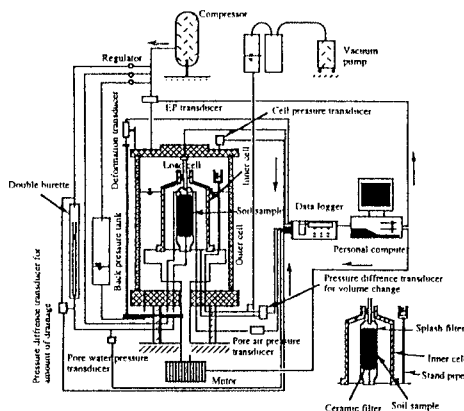 Compressor
Vacuum
pump
Regulator
EP transducer
Cell pressure transducer
Deformation transducer
Load cell
Inner cell
Double burette
Back pressure tank
Soil sample
Outer cell
Data logger
Personal computer
Pressure diffrence transducer
for volume change
Pressure diffrence transducer for
amount of drainage
Pore water pressure
transducer
Pore air pressure
transducer
Motor
Splash filter
Inner cell
Stand pipe
Soil sample
Ceramic filter